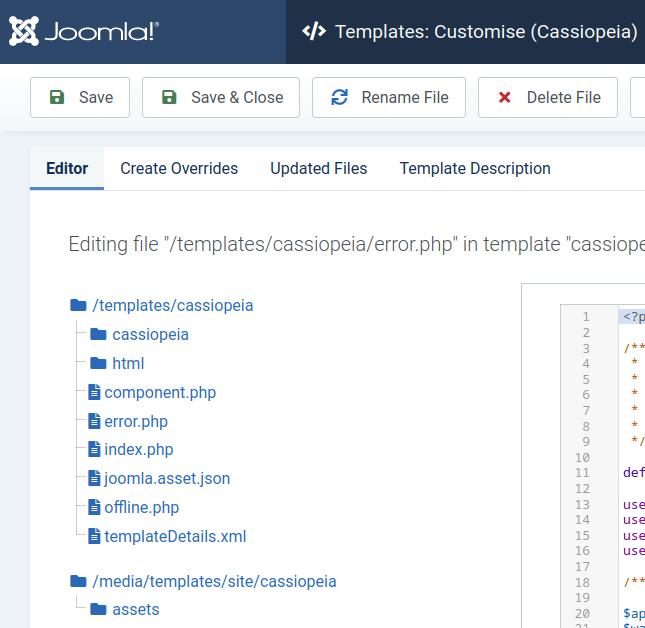 Joomla!® </> Templates: Customise (Cassiopeia)
Save Save & Close Rename File Delete File
Editor Create Overrides Updated Files Template Description
Editing file "/templates/cassiopeia/error.php" in template "cassiope
/templates/cassiopeia
cassiopeia
html
component.php
error.php
index.php
joomla.asset.json
offline.php
templateDetails.xml
/media/templates/site/cassiopeia
assets
1 <?p
2
3 /**
4 *
5 *
6 *
7 *
8 *
9 */
10
11 def
12
13 use
14 use
15 use
16 use
17
18 /**
19
20 $ap
21 $wa